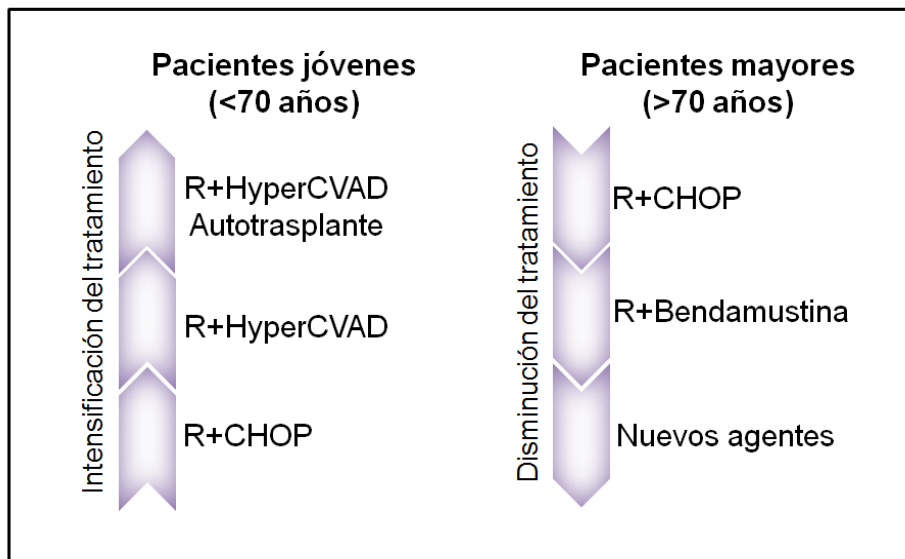 Pacientes jóvenes
(<70 años)
Intensificación del tratamiento
R+HyperCVAD
Autotrasplante
R+HyperCVAD
R+CHOP
Pacientes mayores
(>70 años)
Disminución del tratamiento
R+CHOP
R+Bendamustina
Nuevos agentes